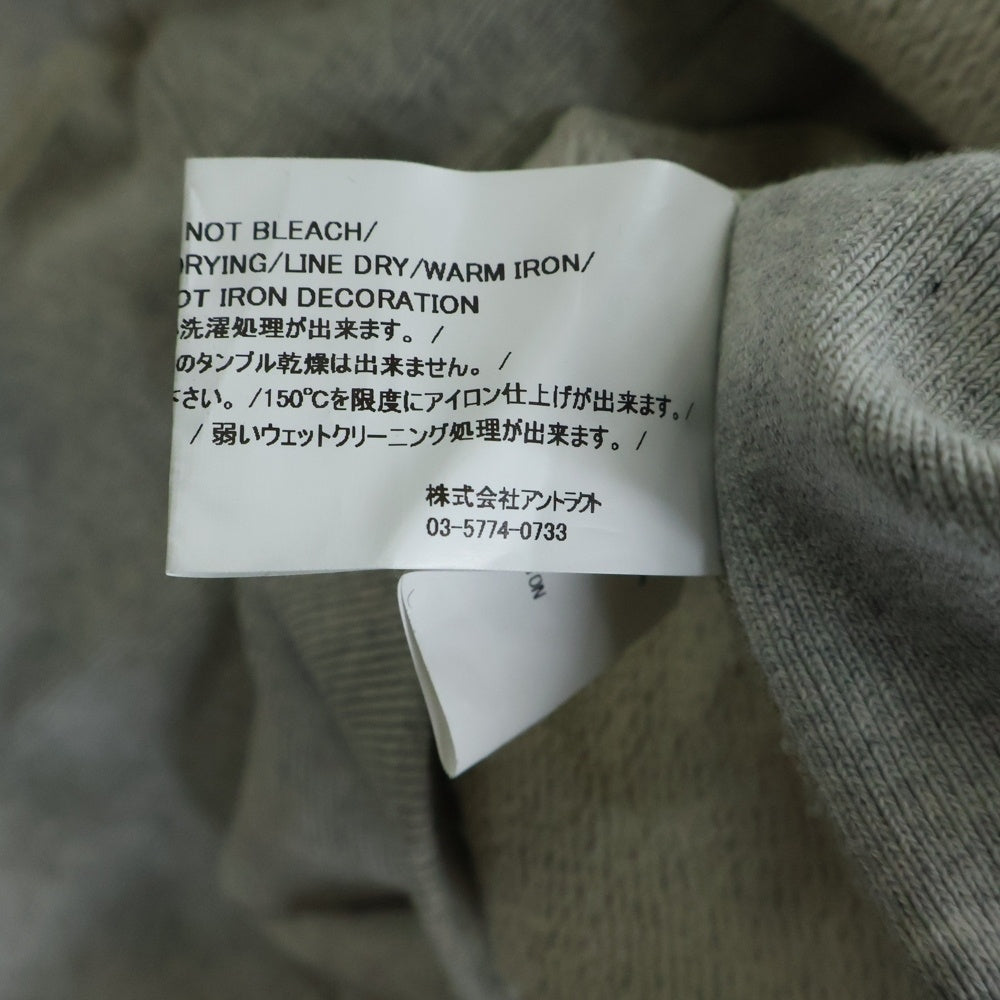 NOT BLEACH/
DRYING/LINE DRY/WARM IRON/
OT IRON DECORATION
洗濯処理が出来ます。 /
のタンブル乾燥は出来ません。 /
さい。 /150℃を限度にアイロン仕上げが出来ます。/
/ 弱いウェットクリーニング処理が出来ます。 /
株式会社アントラクト
03-5774-0733
ON